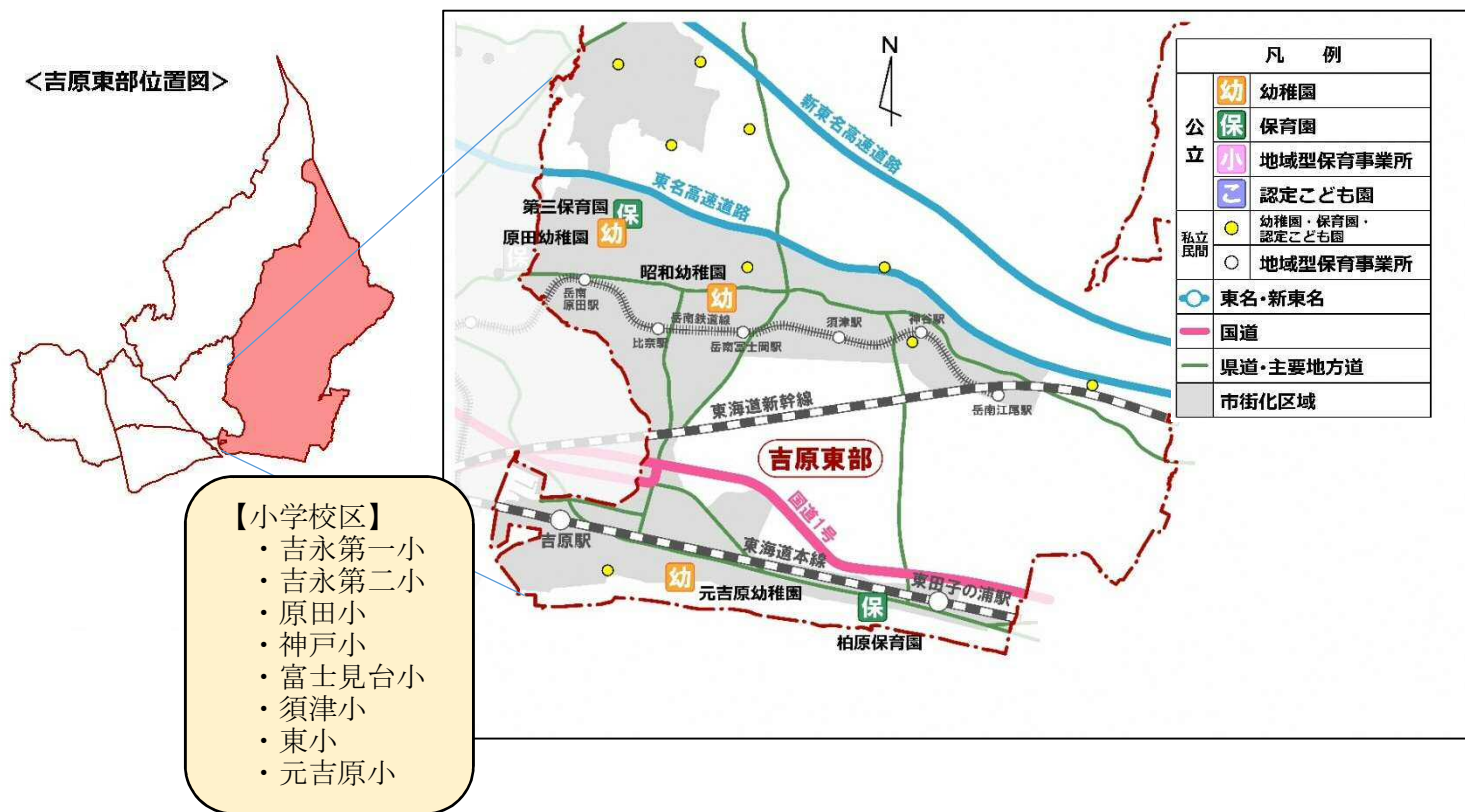 <吉原東部位置図>
【小学校区】
・吉永第一小
・吉永第二小
・原田小
・神戸小
・富士見台小
・須津小
・東小
・元吉原小
N
新東名高速道路
東名高速道路
第三保育園
保
原田幼稚園
幼
保
昭和幼稚園
幼
岳南
原田駅
岳南鉄道線
比奈駅
岳南富士岡駅
須津駅
神谷駅
岳南江尾駅
東海道新幹線
吉原東部
国道1号
吉原駅
東海道本線
東田子の浦駅
幼
元吉原幼稚園
保
柏原保育園
凡 例
公立
幼 幼稚園
保 保育園
小 地域型保育事業所
こ 認定こども園
私立
民間
幼稚園・保育園・
認定こども園
地域型保育事業所
東名・新東名
国道
県道・主要地方道
市街化区域